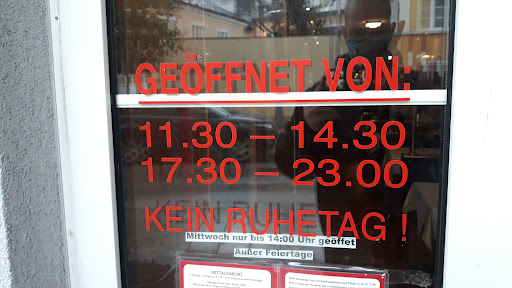 GEÖFFNET VON:
11.30 – 14.30
17.30 – 23.00
KEIN RUHETAG !
Mittwoch nur bis 14:00 Uhr geöffet
Außer Feiertage
MITTAGSMENÜ